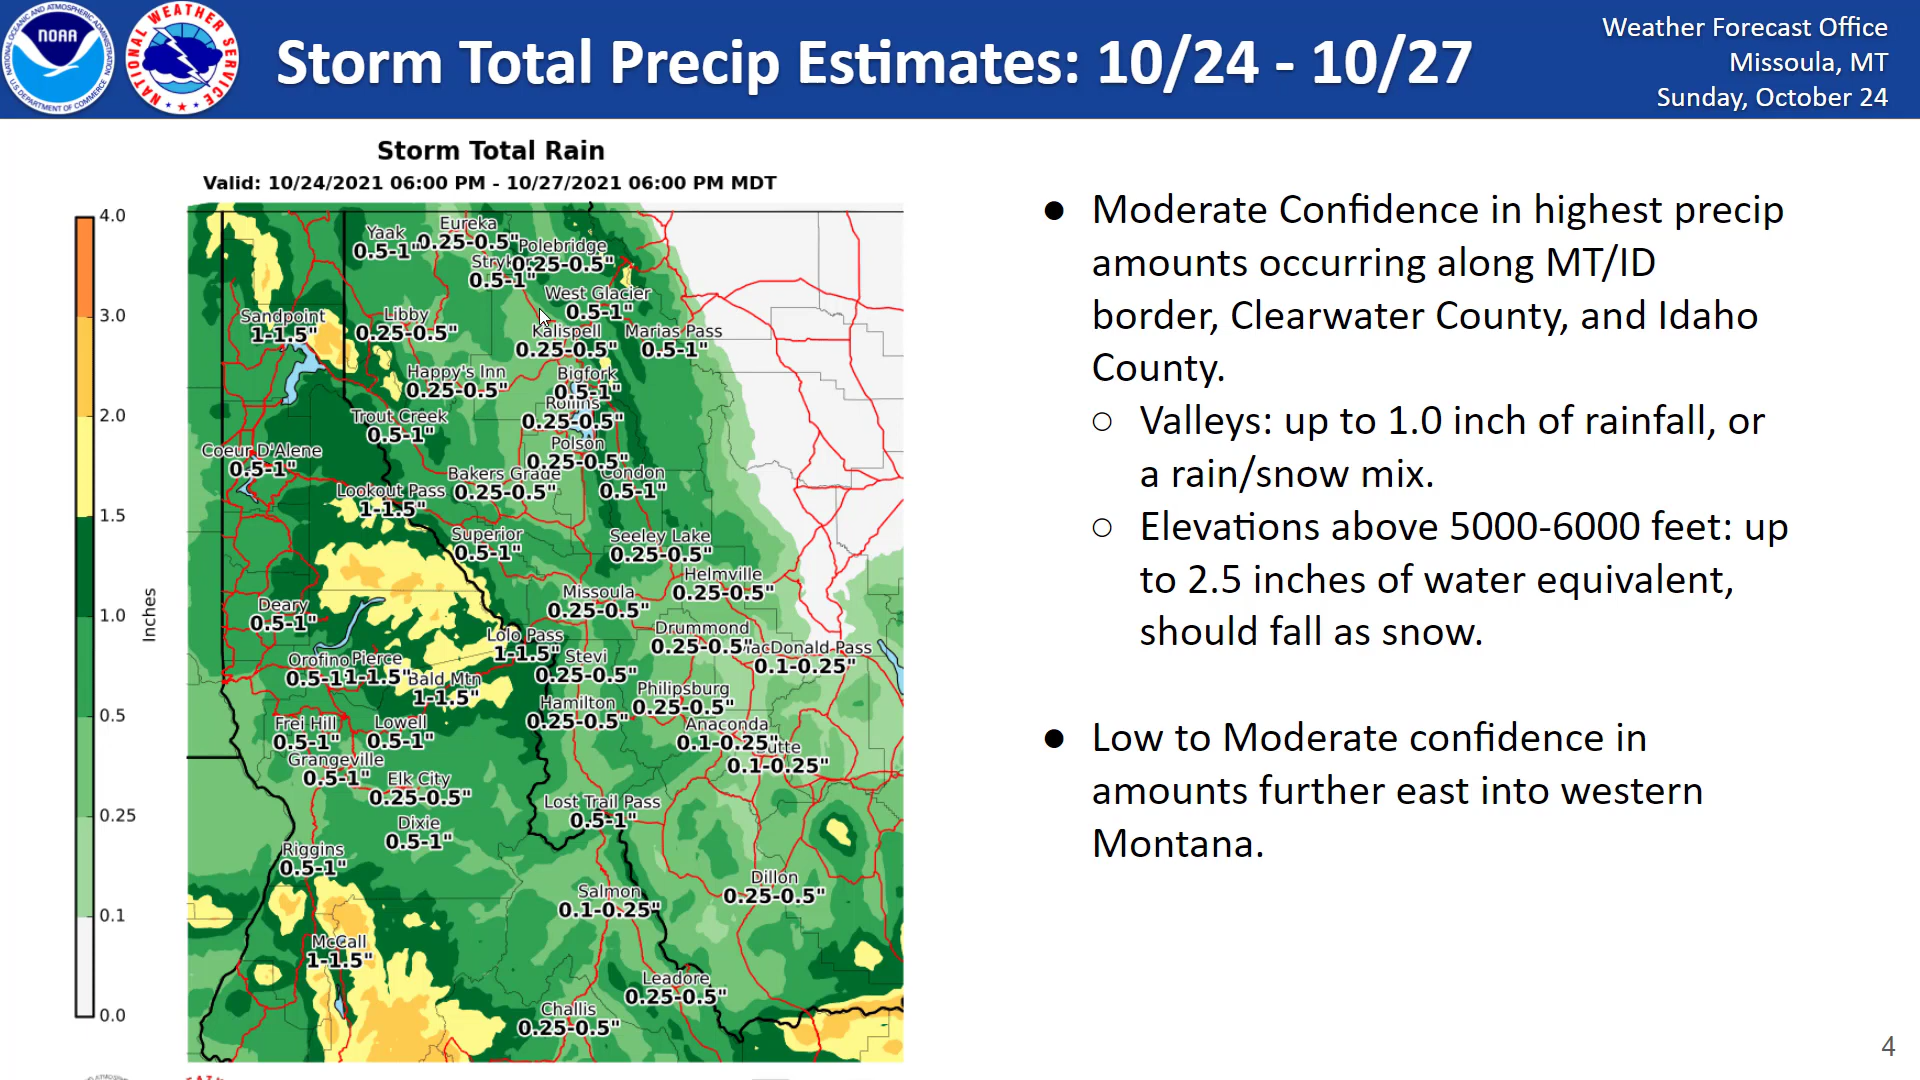 NOAA
NATIONAL OCEANIC AND ATMOSPHERIC ADMINISTRATION
U.S. DEPARTMENT OF COMMERCE
NATIONAL WEATHER SERVICE
Storm Total Precip Estimates: 10/24 - 10/27
Weather Forecast Office
Missoula, MT
Sunday, October 24
Storm Total Rain
Valid: 10/24/2021 06:00 PM - 10/27/2021 06:00 PM MDT
4.0
3.0
2.0
1.5
1.0
0.5
0.25
0.1
0.0
Inches
Yaak
0.5-1"
Eureka
0.25-0.5"
Polebridge
0.25-0.5"
0.5-1"
West Glacier
0.5-1"
Sandpoint
1-1.5"
Libby
0.25-0.5"
Kalispell
0.25-0.5"
Marias Pass
0.5-1"
Happy's Inn
0.25-0.5"
Bigfork
0.5-1"
Rollins
0.25-0.5"
Trout Creek
0.5-1"
Polson
0.25-0.5"
Coeur D'Alene
0.5-1"
Bakers Grade
0.25-0.5"
Condon
0.5-1"
Lookout Pass
1-1.5"
Superior
0.5-1"
Seeley Lake
0.25-0.5"
Helmville
0.25-0.5"
Missoula
0.25-0.5"
Deary
0.5-1"
Lolo Pass
1-1.5"
Drummond
0.25-0.5"
MacDonald Pass
0.1-0.25"
Stevi
0.25-0.5"
Orofino
0.5-1"
Pierce
1-1.5"
Bald Mtn
1-1.5"
Philipsburg
0.25-0.5"
Hamilton
0.25-0.5"
Frei Hill
0.5-1"
Lowell
0.5-1"
Anaconda
0.1-0.25"
Butte
0.1-0.25"
Grangeville
0.5-1"
Elk City
0.25-0.5"
Lost Trail Pass
0.5-1"
Dixie
0.5-1"
Riggins
0.5-1"
Dillon
0.25-0.5"
Salmon
0.1-0.25"
McCall
1-1.5"
Leadore
0.25-0.5"
Challis
0.25-0.5"
● Moderate Confidence in highest precip
amounts occurring along MT/ID
border, Clearwater County, and Idaho
County.
○ Valleys: up to 1.0 inch of rainfall, or
a rain/snow mix.
○ Elevations above 5000-6000 feet: up
to 2.5 inches of water equivalent,
should fall as snow.
● Low to Moderate confidence in
amounts further east into western
Montana.
4